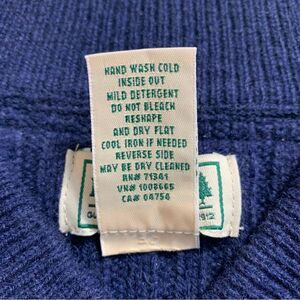 HAND WASH COLD
INSIDE OUT
MILD DETERGENT
DO NOT BLEACH
RESHAPE
AND DRY FLAT
COOL IRON IF NEEDED
REVERSE SIDE
MAY BE DRY CLEANED
RN# 71341
VN# 1008665
CA# 04754